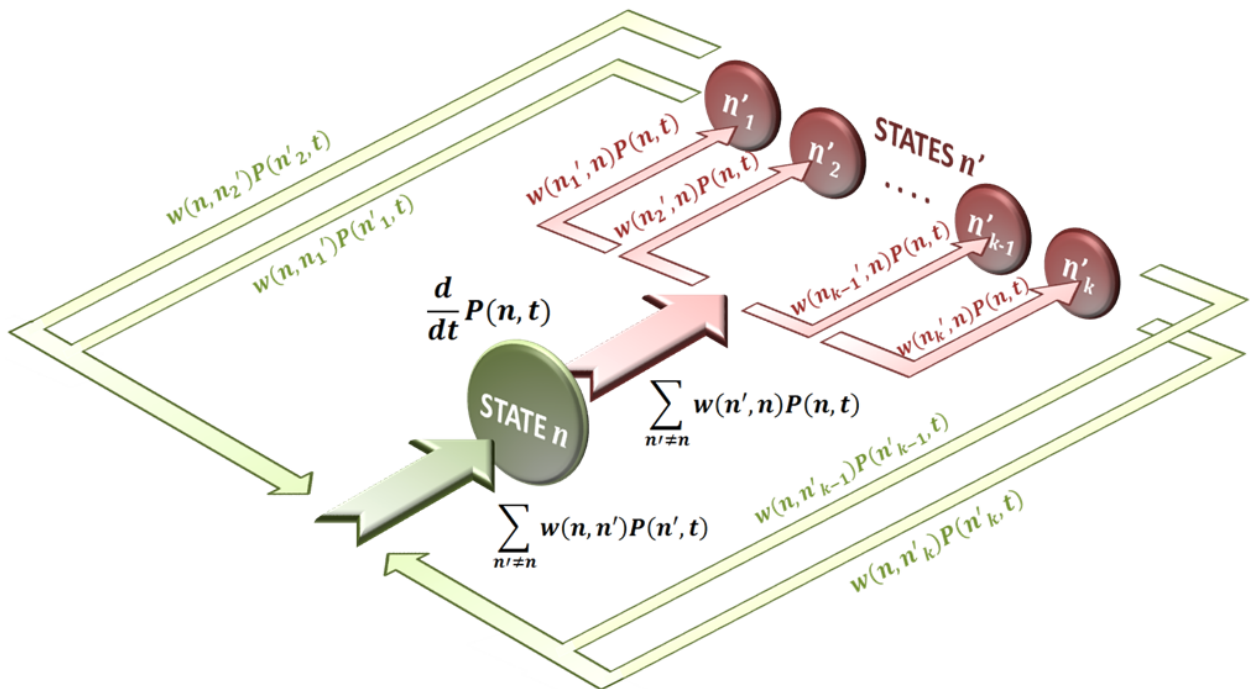 w(n, n₂′)P(n′₂, t)
w(n, n₁′)P(n′₁, t)
n′₁
n′₂
STATES n′
....
n′ₖ₋₁
n′ₖ
w(n₁′, n)P(n, t)
w(n₂′, n)P(n, t)
w(nₖ₋₁′, n)P(n, t)
w(nₖ′, n)P(n, t)
d/dt P(n, t)
STATE n
∑ n′≠n w(n′, n)P(n, t)
∑ n′≠n w(n, n′)P(n′, t)
w(n, n′ₖ₋₁)P(n′ₖ₋₁, t)
w(n, n′ₖ)P(n′ₖ, t)